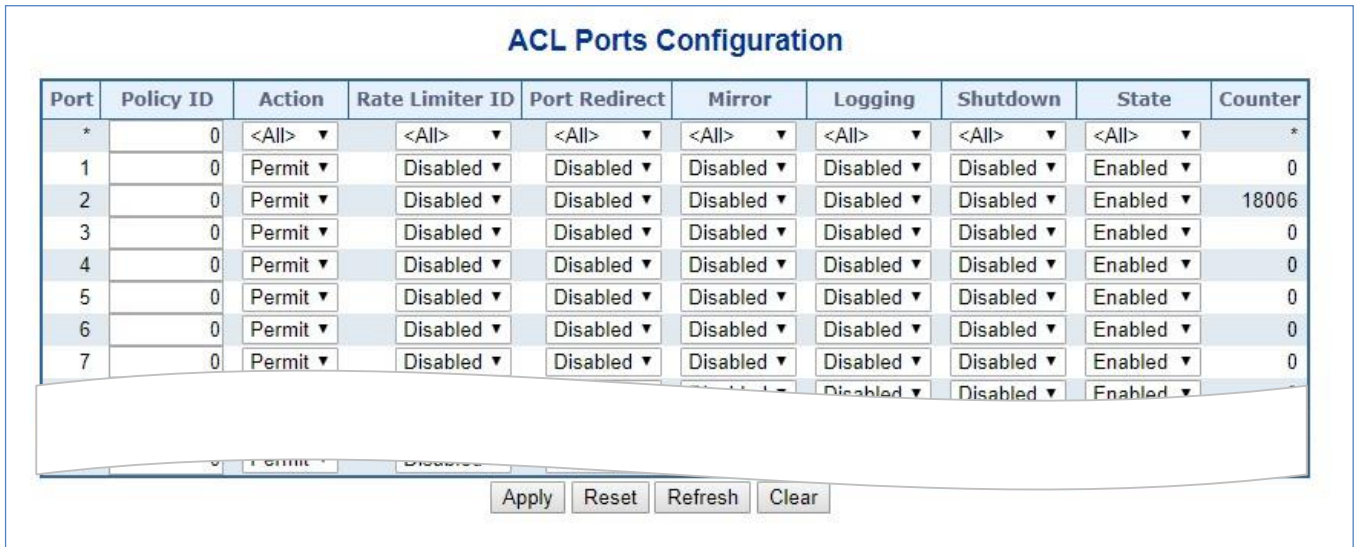 ACL Ports Configuration
Port Policy ID Action Rate Limiter ID Port Redirect Mirror Logging Shutdown State Counter
* 0 <All> <All> <All> <All> <All> <All> <All> *
1 0 Permit Disabled Disabled Disabled Disabled Disabled Enabled 0
2 0 Permit Disabled Disabled Disabled Disabled Disabled Enabled 18006
3 0 Permit Disabled Disabled Disabled Disabled Disabled Enabled 0
4 0 Permit Disabled Disabled Disabled Disabled Disabled Enabled 0
5 0 Permit Disabled Disabled Disabled Disabled Disabled Enabled 0
6 0 Permit Disabled Disabled Disabled Disabled Disabled Enabled 0
7 0 Permit Disabled Disabled Disabled Disabled Disabled Enabled 0
Disabled Disabled Enabled
Permit
Apply Reset Refresh Clear